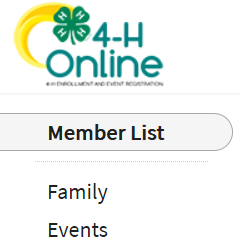 H H
H H
4-H
Online
4-H ENROLLMENT AND EVENT REGISTRATION
Member List
Family
Events